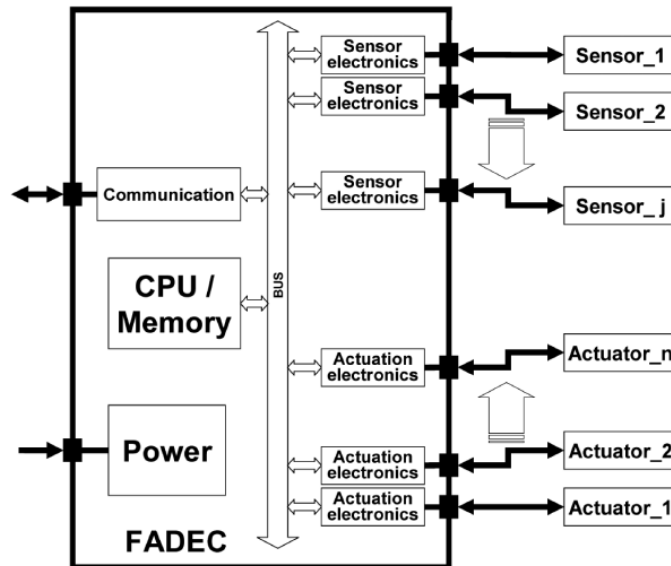 Sensor
electronics
Sensor_1
Sensor
electronics
Sensor_2
Communication
Sensor
electronics
Sensor_ j
CPU /
Memory
BUS
Actuation
electronics
Actuator_n
Power
Actuation
electronics
Actuator_2
Actuation
electronics
Actuator_1
FADEC